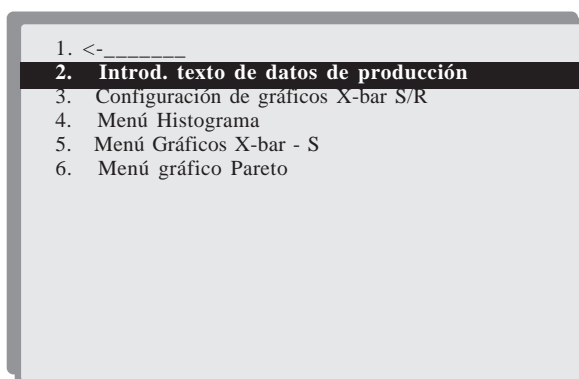 1. <-_______
2. Introd. texto de datos de producción
3. Configuración de gráficos X-bar S/R
4. Menú Histograma
5. Menú Gráficos X-bar - S
6. Menú gráfico Pareto